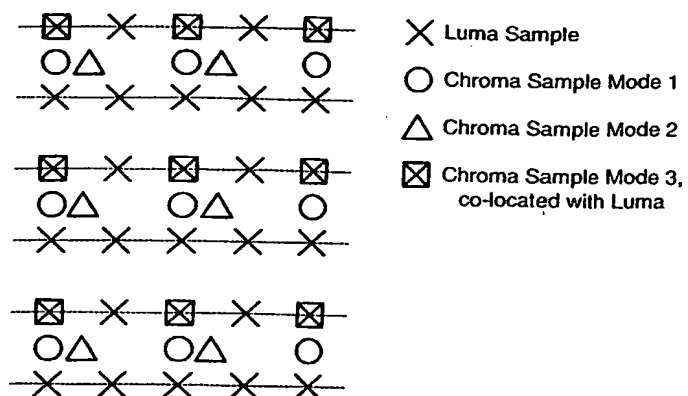 Luma Sample
Chroma Sample Mode 1
Chroma Sample Mode 2
Chroma Sample Mode 3,
co-located with Luma